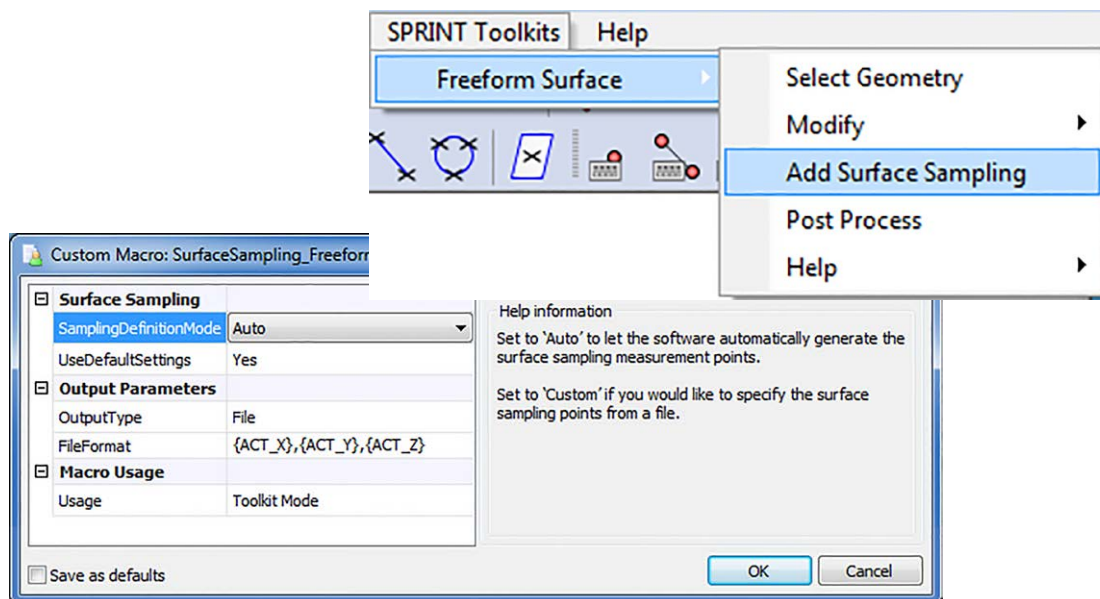 SPRINT Toolkits Help
Freeform Surface
Select Geometry
Modify
Add Surface Sampling
Post Process
Help
Custom Macro: SurfaceSampling_Freeform
Surface Sampling
SamplingDefinitionMode Auto
UseDefaultSettings Yes
Output Parameters
OutputType File
FileFormat {ACT_X},{ACT_Y},{ACT_Z}
Macro Usage
Usage Toolkit Mode
Help information
Set to 'Auto' to let the software automatically generate the
surface sampling measurement points.
Set to 'Custom' if you would like to specify the surface
sampling points from a file.
Save as defaults
OK Cancel